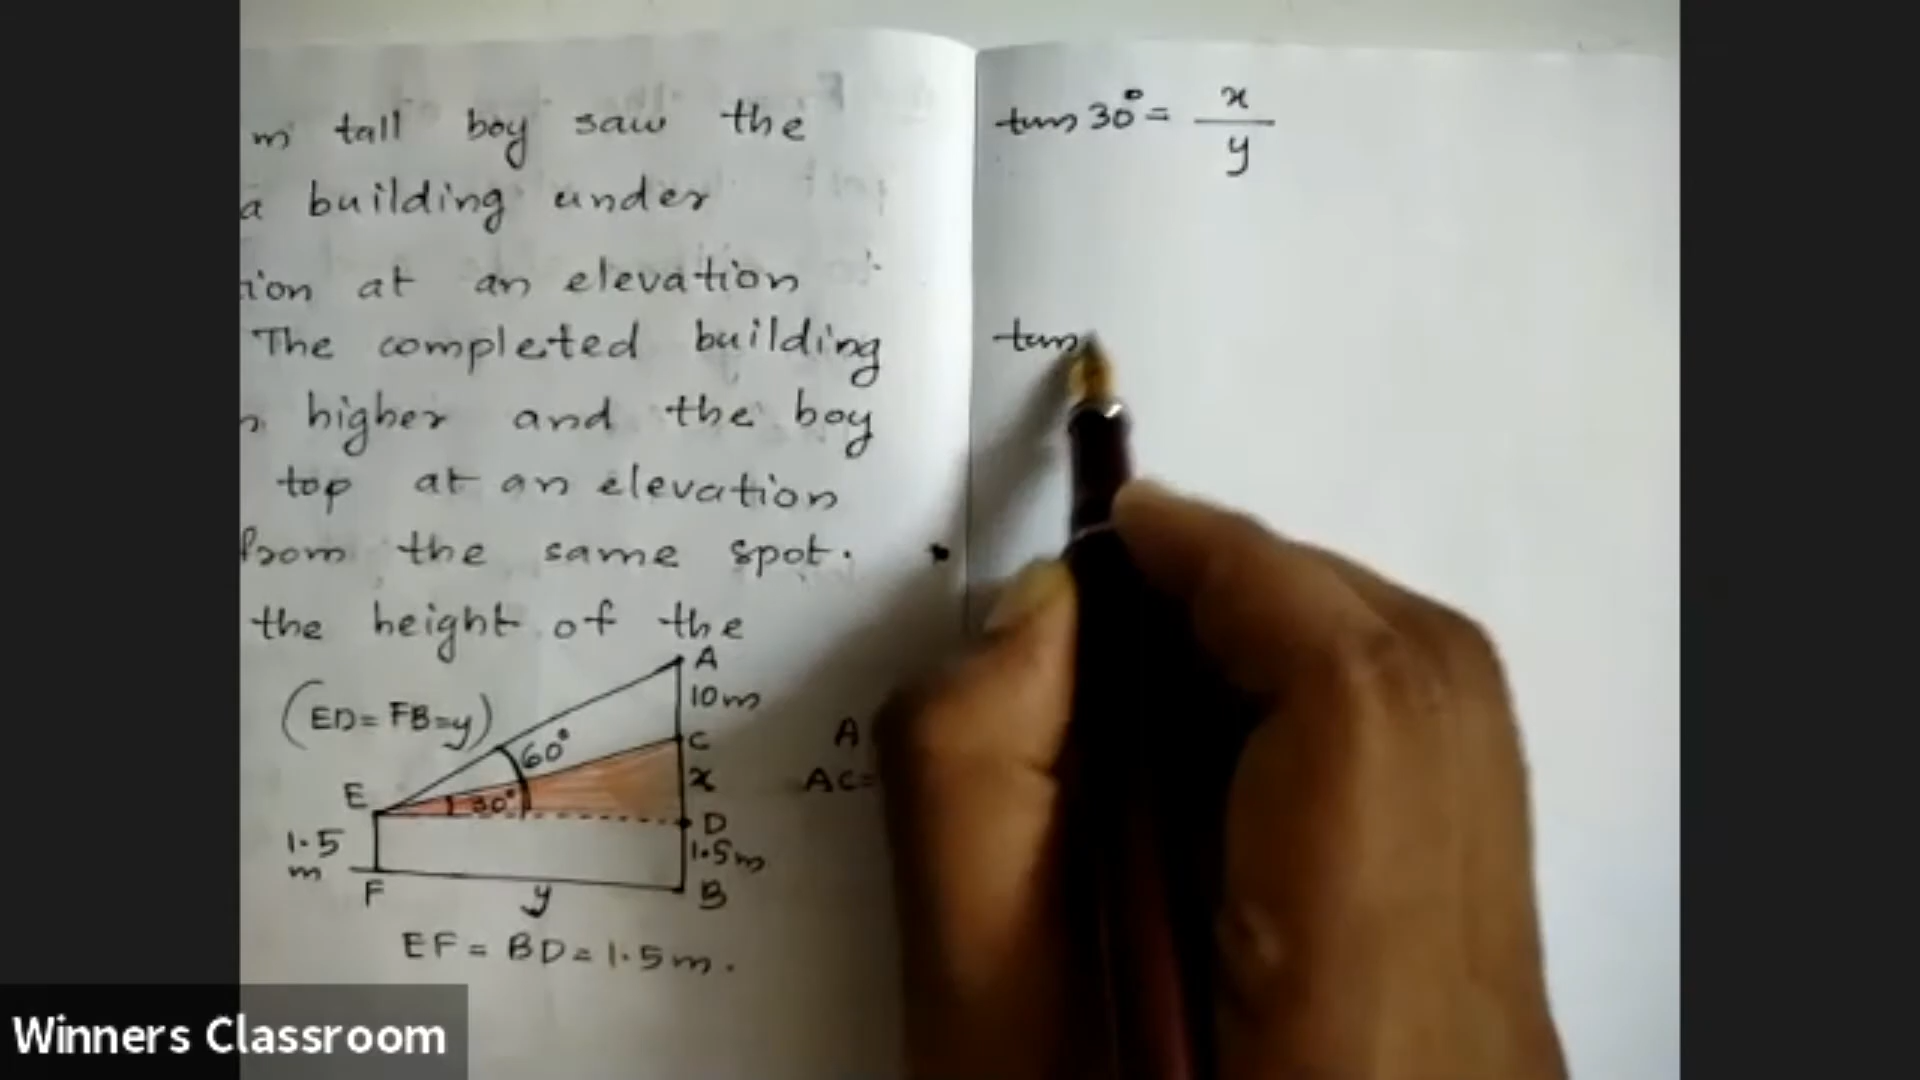 m tall boy saw the
a building under
ion at an elevation
The completed building
higher and the boy
top at an elevation
from the same spot.
the height of the
(ED = FB = y)
A
10m
C
60°
x
E
30°
D
1.5
m
1.5m
F
y
B
EF = BD = 1.5m.
A
AC=
tan 30° = x
y
tan
Winners Classroom